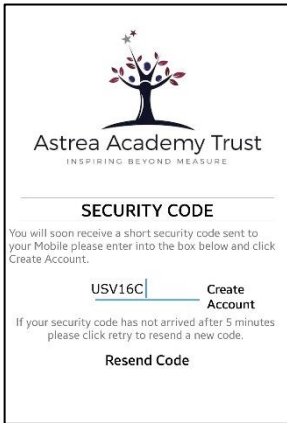 Astrea Academy Trust
INSPIRING BEYOND MEASURE
SECURITY CODE
You will soon receive a short security code sent to
your Mobile please enter into the box below and click
Create Account.
USV16C Create
Account
If your security code has not arrived after 5 minutes
please click retry to resend a new code.
Resend Code